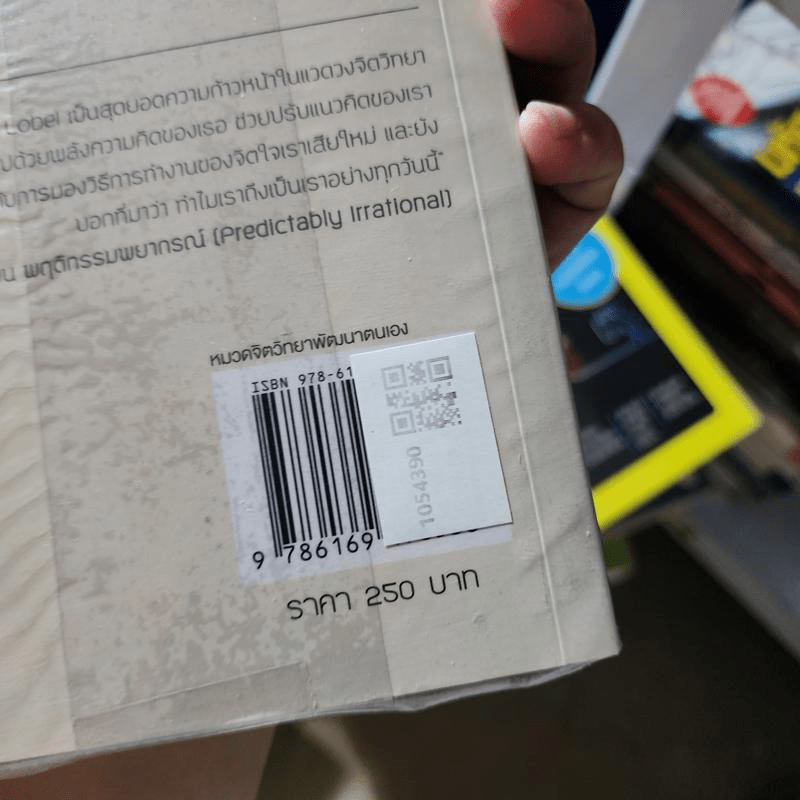 Lobel เป็นสุดยอดความก้าวหน้าในแวดวงจิตวิทยา
ด้วยพลังความคิดของเธอ ช่วยปรับแนวคิดของเรา
การมองวิธีการทำงานของจิตใจเราเสียใหม่ และยัง
บอกที่มาว่า ทำไมเราถึงเป็นเราอย่างทุกวันนี้"
พฤติกรรมพยากรณ์ (Predictably Irrational)
หมวดจิตวิทยาพัฒนาตนเอง
ISBN 978-61
1054390
9 786169
ราคา 250 บาท